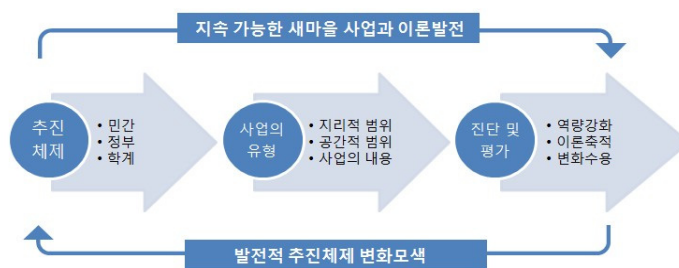 지속 가능한 새마을 사업과 이론발전
추진
체제
• 민간
• 정부
• 학계
사업의
유형
• 지리적 범위
• 공간적 범위
• 사업의 내용
진단 및
평가
• 역량강화
• 이론축적
• 변화수용
발전적 추진체제 변화모색